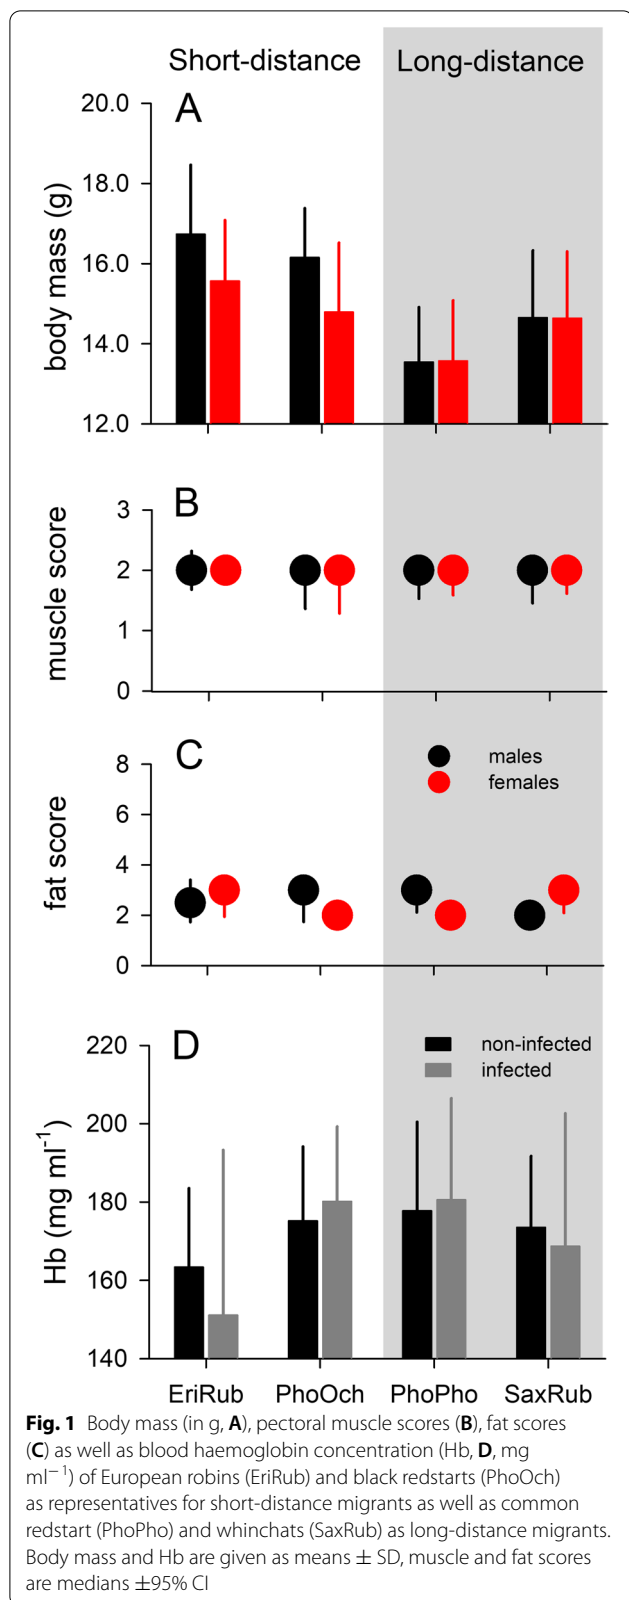 Short-distance Long-distance
A
20.0
18.0
16.0
14.0
12.0
body mass (g)
B
3
2
1
0
muscle score
C
males
females
8
6
4
2
0
fat score
D
non-infected
infected
220
200
180
160
140
Hb (mg ml⁻¹)
EriRub PhoOch PhoPho SaxRub
Fig. 1 Body mass (in g, A), pectoral muscle scores (B), fat scores
(C) as well as blood haemoglobin concentration (Hb, D, mg
ml⁻¹) of European robins (EriRub) and black redstarts (PhoOch)
as representatives for short-distance migrants as well as common
redstart (PhoPho) and whinchats (SaxRub) as long-distance migrants.
Body mass and Hb are given as means ± SD, muscle and fat scores
are medians ±95% CI